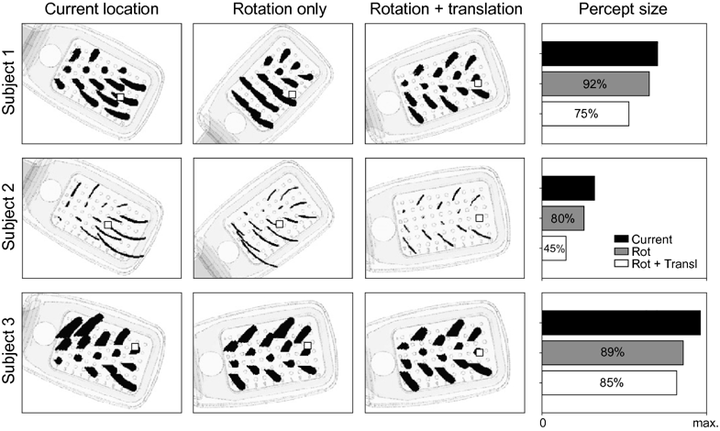 Current location Rotation only Rotation + translation Percept size
Subject 1
92%
75%
Subject 2
80%
45%
Current
Rot
Rot + Transl
Subject 3
89%
85%
0 max.